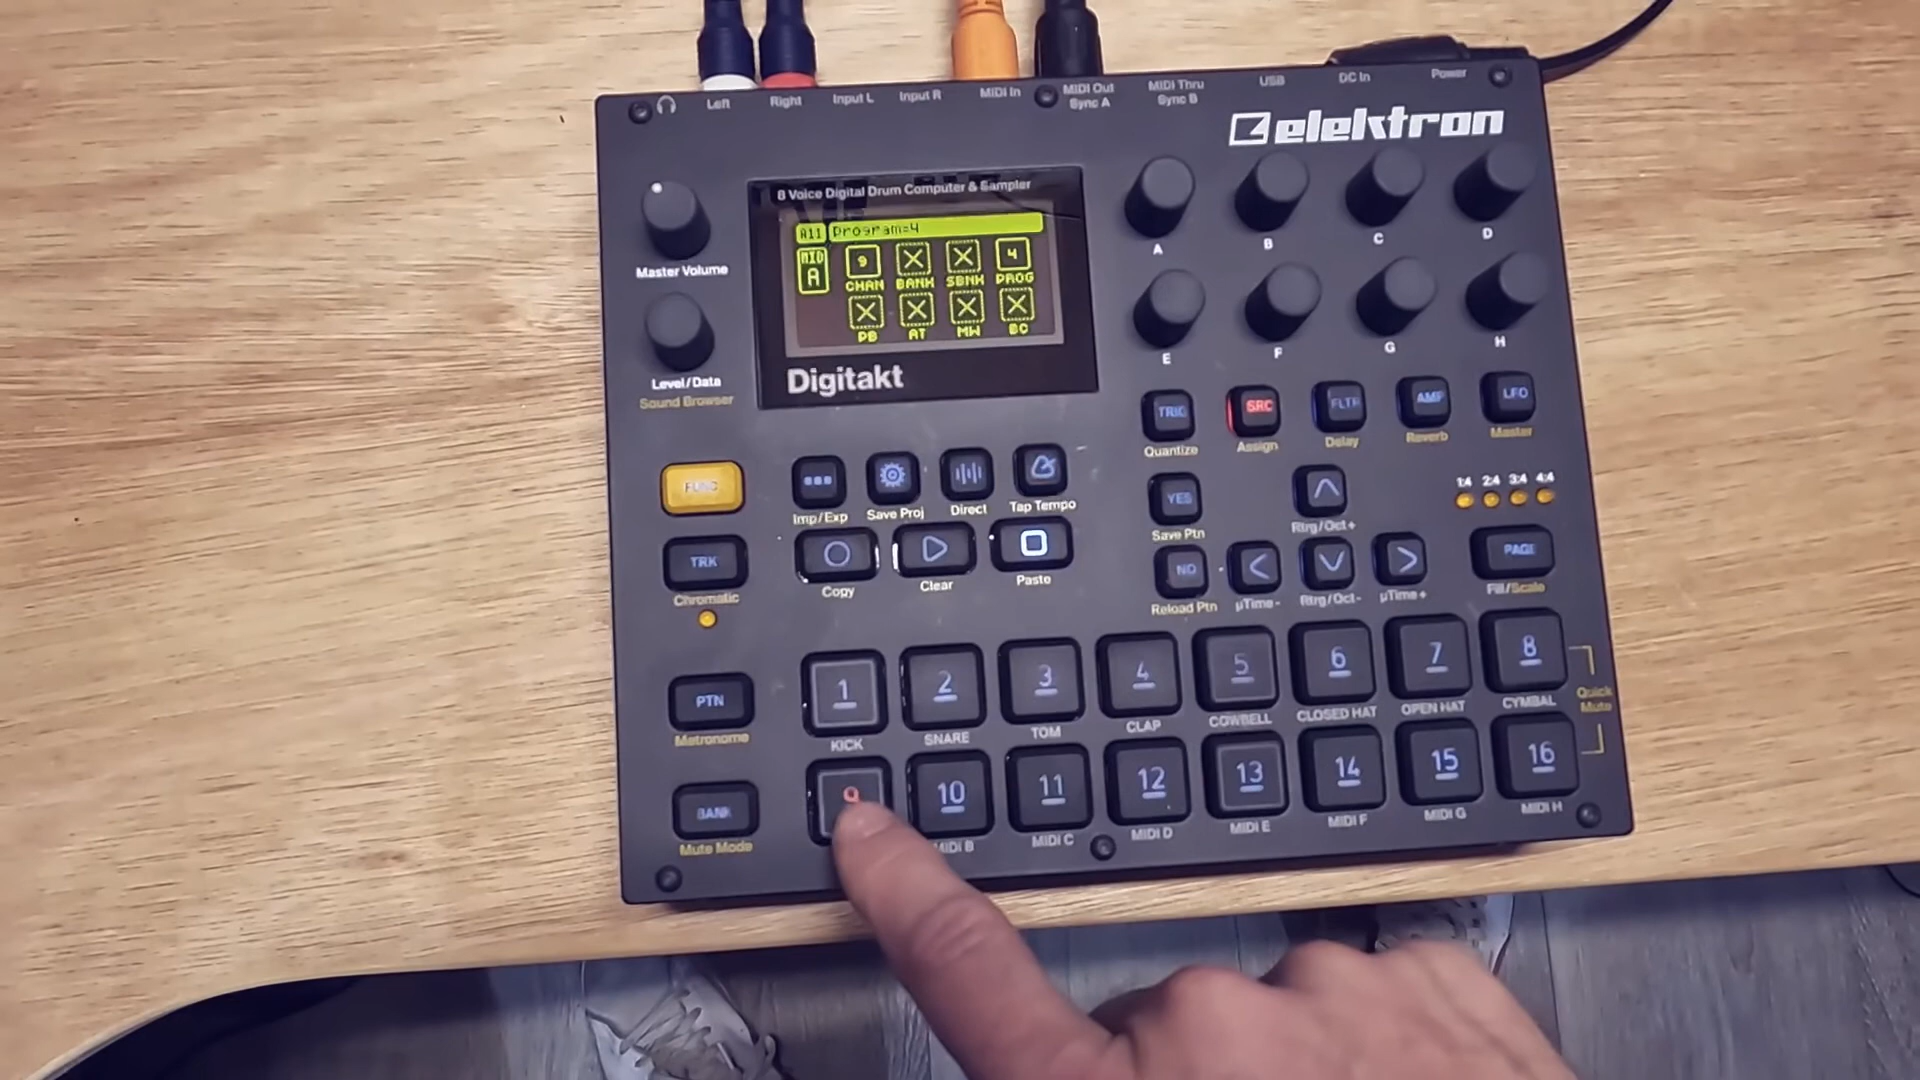 Left Right Input L Input R MIDI In MIDI Out Sync A MIDI Thru Sync B USB DC In Power
elektron
8 Voice Digital Drum Computer & Sampler
A11 Program=4
MID A
9 4
CHAN BANK SBNK PROG
PB AT MW BC
Digitakt
Master Volume
Level/Data
Sound Browser
A B C D
E F G H
TRIG SRC FLTR AMP LFO
Quantize Assign Delay Reverb Master
FUNC
Imp/Exp Save Proj Direct Tap Tempo
YES
Save Ptn
Rtrg/Oct+
1:4 2:4 3:4 4:4
TRK
Chromatic
Copy Clear Paste
NO
Reload Ptn µTime- Rtrg/Oct- µTime+
PAGE
Fill/Scale
PTN
Metronome
1 2 3 4 5 6 7 8
KICK SNARE TOM CLAP COWBELL CLOSED HAT OPEN HAT CYMBAL
Quick Mute
BANK
Mute Mode
9 10 11 12 13 14 15 16
MIDI B MIDI C MIDI D MIDI E MIDI F MIDI G MIDI H